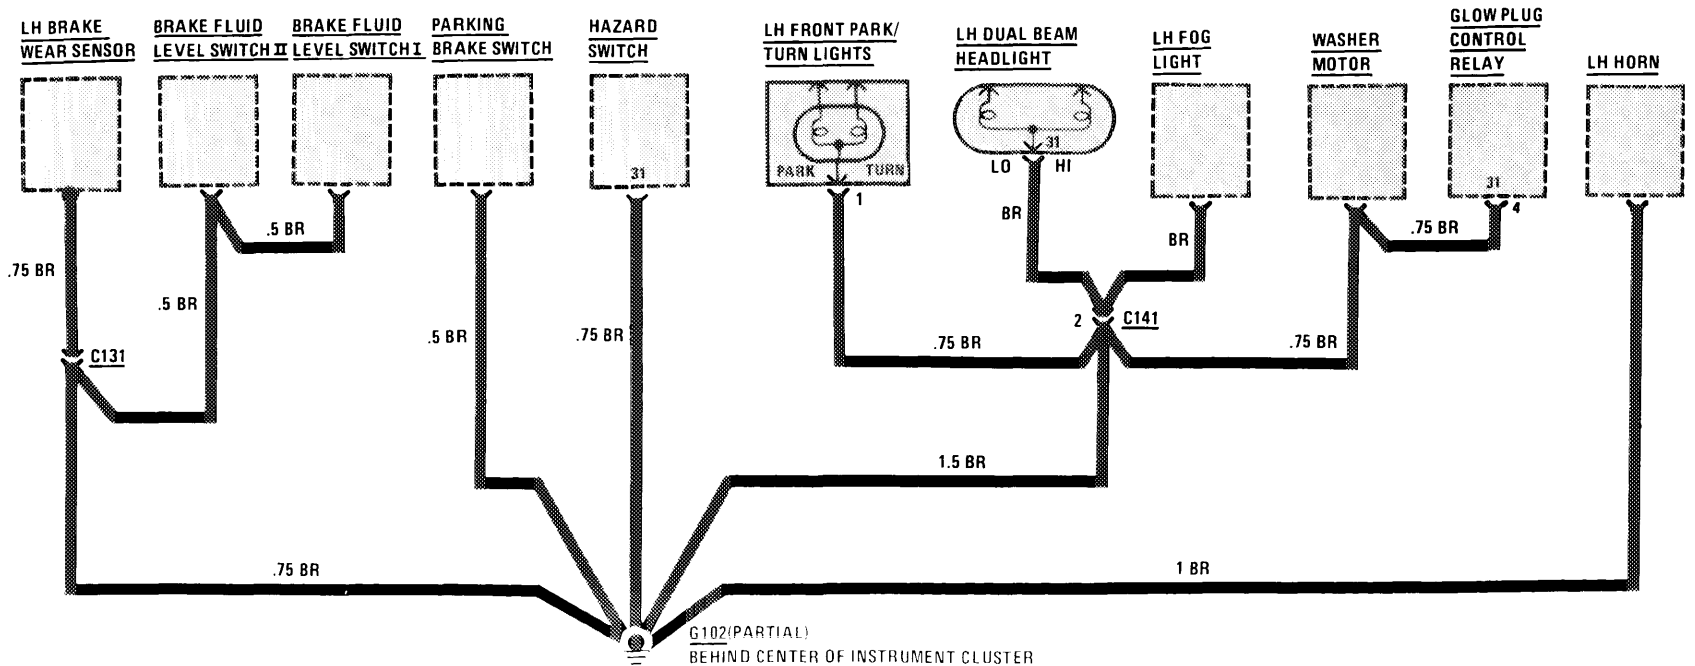 LH BRAKE
WEAR SENSOR
BRAKE FLUID
LEVEL SWITCH II
BRAKE FLUID
LEVEL SWITCH I
PARKING
BRAKE SWITCH
HAZARD
SWITCH
LH FRONT PARK/
TURN LIGHTS
LH DUAL BEAM
HEADLIGHT
LH FOG
LIGHT
WASHER
MOTOR
GLOW PLUG
CONTROL
RELAY
LH HORN
31
PARK
TURN
31
LO
HI
31
1
4
BR
BR
.5 BR
.75 BR
.75 BR
.5 BR
.5 BR
.75 BR
2
C141
.75 BR
.75 BR
C131
1.5 BR
.75 BR
1 BR
G102(PARTIAL)
BEHIND CENTER OF INSTRUMENT CLUSTER